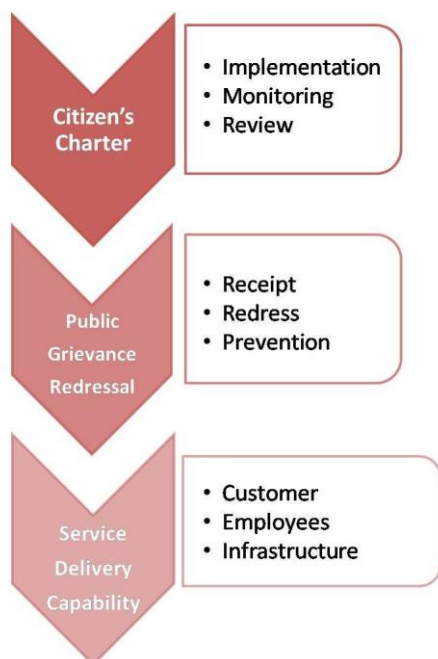 Citizen's
Charter
• Implementation
• Monitoring
• Review
Public
Grievance
Redressal
• Receipt
• Redress
• Prevention
Service
Delivery
Capability
• Customer
• Employees
• Infrastructure